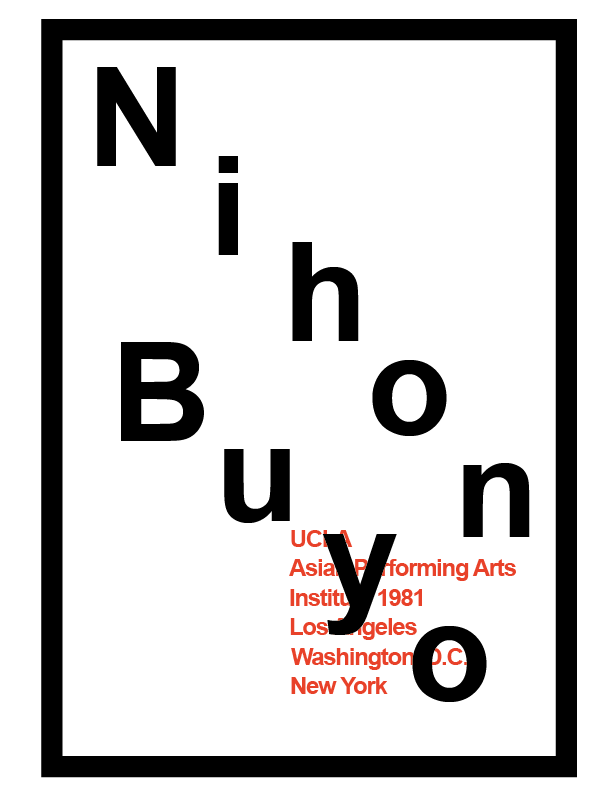 Nihon
Buyo
UCLA
Asian Performing Arts
Institute 1981
Los Angeles
Washington, D.C.
New York